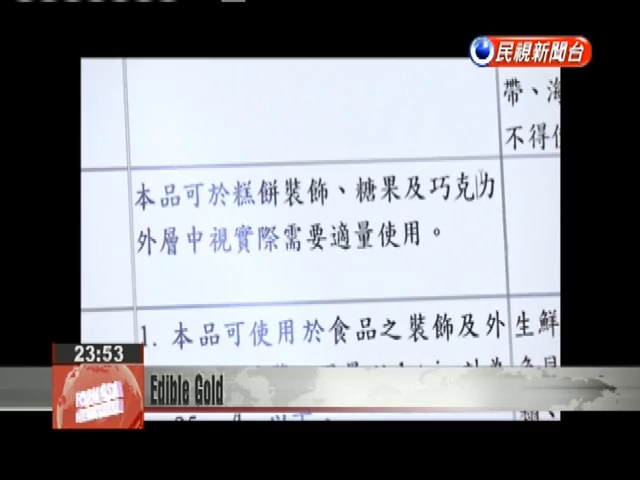 民視新聞台
帶、海
不得
本品可於糕餅裝飾、糖果及巧克力
外層中視實際需要適量使用。
1. 本品可使用於食品之裝飾及外
生鮮
23:53
Edible Gold